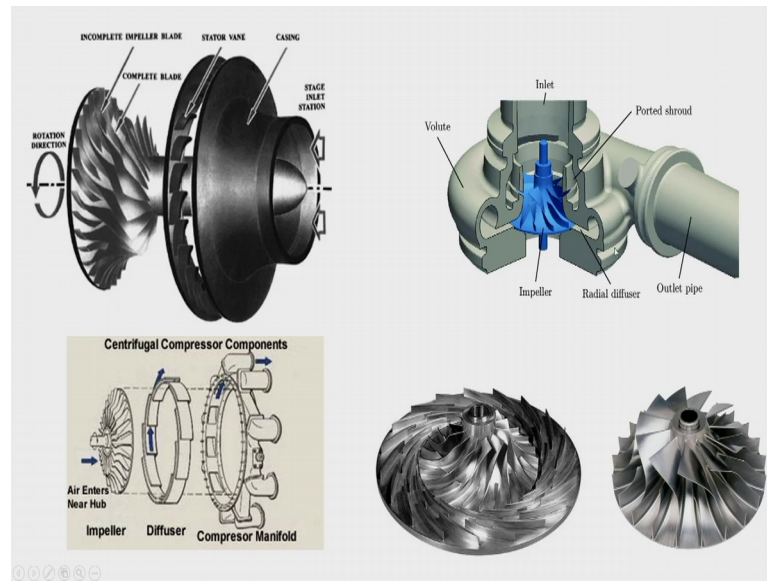 INCOMPLETE IMPELLER BLADE
STATOR VANE
CASING
COMPLETE BLADE
STAGE
INLET
STATION
ROTATION
DIRECTION
Inlet
Ported shroud
Volute
Impeller
Radial diffuser
Outlet pipe
Centrifugal Compressor Components
Air Enters
Near Hub
Impeller
Diffuser
Compresor Manifold